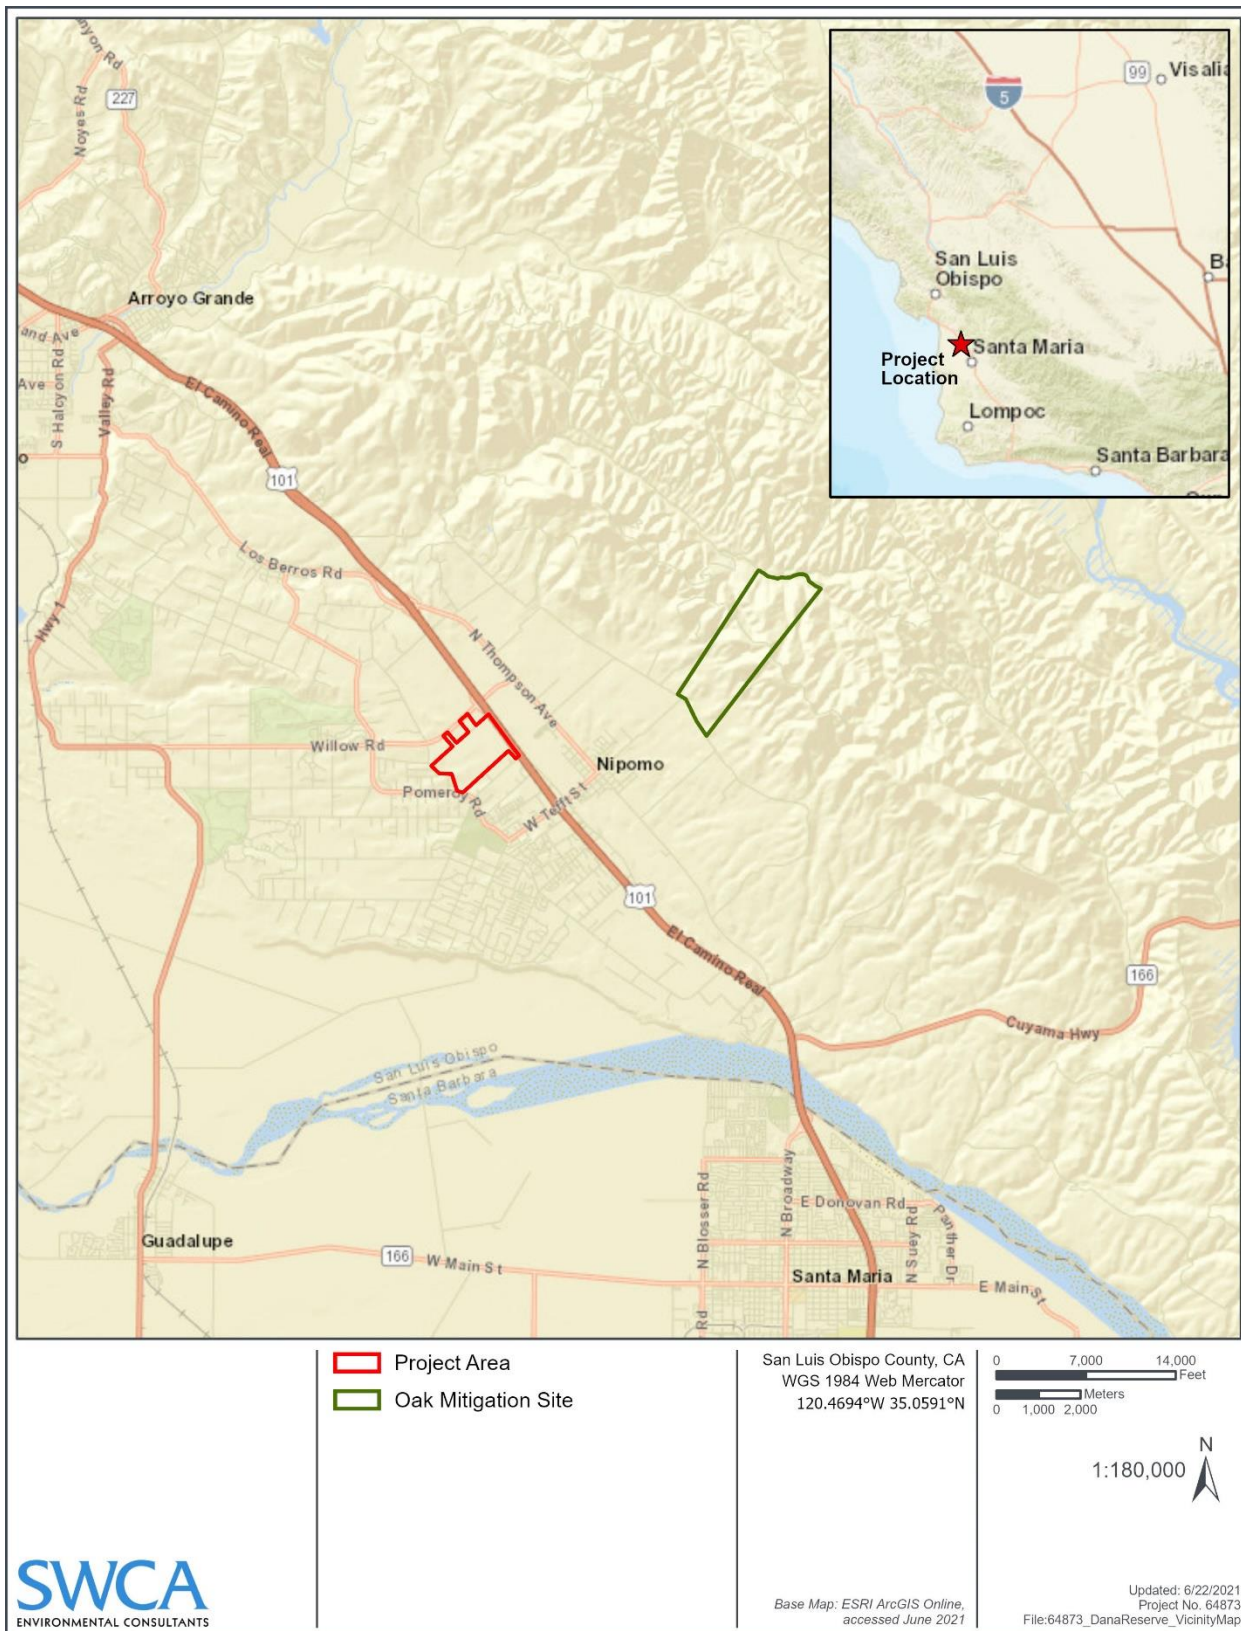 nyon Rd
227
Noyes Rd
Arroyo Grande
and Ave
Ave
S Halcyon Rd
Valley Rd
El Camino Real
101
o
Los Berros Rd
Hwy 1
N Thompson Ave
Willow Rd
Pomeroy Rd
Nipomo
W Tefft St
101
El Camino Real
166
Cuyama Hwy
San Luis Obispo
Santa Barbara
N Blosser Rd
N Broadway
E Donovan Rd
N Suey Rd
Panther Dr
Guadalupe
166
W Main St
Santa Maria
E Main St
Rd
5
99
Visalia
San Luis
Obispo
Project
Location
Santa Maria
Lompoc
Santa Barbara
Project Area
Oak Mitigation Site
San Luis Obispo County, CA
WGS 1984 Web Mercator
120.4694°W 35.0591°N
0 7,000 14,000
Feet
Meters
0 1,000 2,000
N
1:180,000
SWCA
ENVIRONMENTAL CONSULTANTS
Base Map: ESRI ArcGIS Online,
accessed June 2021
Updated: 6/22/2021
Project No. 64873
File:64873_DanaReserve_VicinityMap